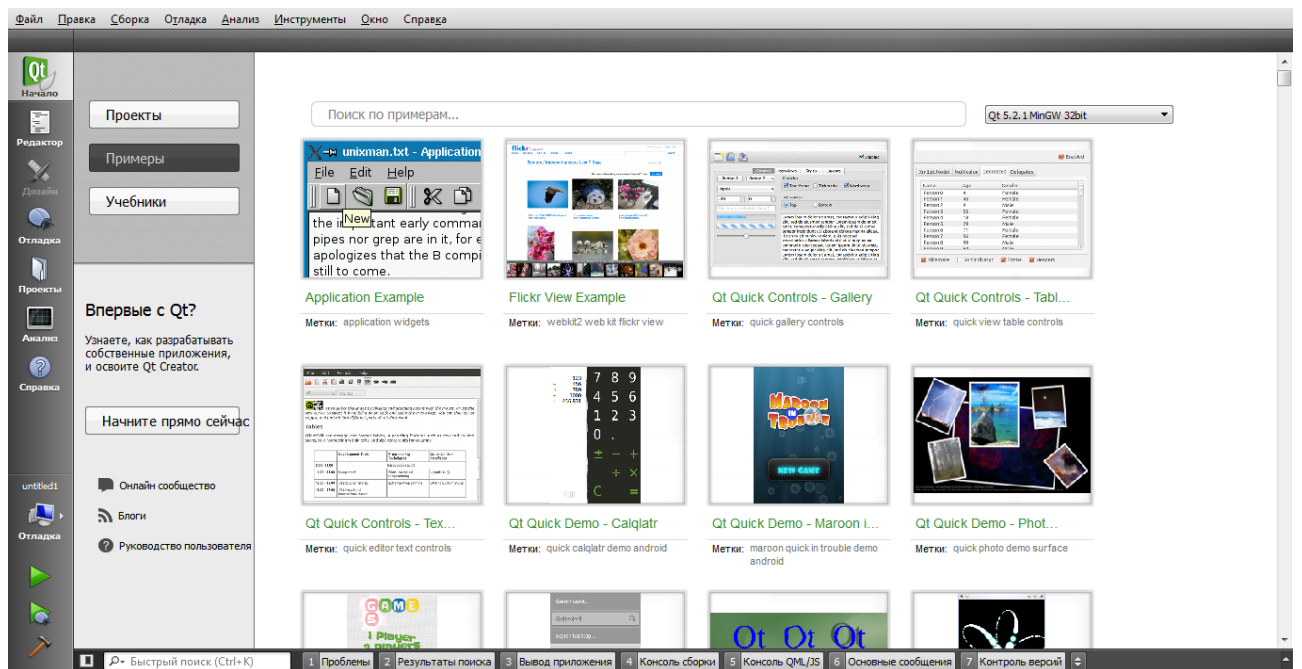 Файл Правка Сборка Отладка Анализ Инструменты Окно Справка
Qt
Начало
Редактор
Дизайн
Отладка
Проекты
Анализ
Справка
untitled1
Отладка
Проекты
Примеры
Учебники
Впервые с Qt?
Узнаете, как разрабатывать
собственные приложения,
и освоите Qt Creator.
Начните прямо сейчас
Онлайн сообщество
Блоги
Руководство пользователя
Поиск по примерам...
Qt 5.2.1 MinGW 32bit
unixman.txt - Application
File Edit Help
New
pipes nor grep are in it, for e
apologizes that the B compi
still to come.
Application Example
Метки: application widgets
flickr
Flickr View Example
Метки: webkit2 web kit flickr view
Qt Quick Controls - Gallery
Метки: quick gallery controls
Qt Quick Controls - Tabl...
Метки: quick view table controls
Qt Quick Controls - Tex...
Метки: quick editor text controls
7 8 9
4 5 6
1 2 3
0 .
± − +
÷ ×
C =
Qt Quick Demo - Calqlatr
Метки: quick calqlatr demo android
MAROON
IN
TROUBLE
NEW GAME
Qt Quick Demo - Maroon i...
Метки: maroon quick in trouble demo
android
Qt Quick Demo - Phot...
Метки: quick photo demo surface
GAMES
1 Player
2 players
Qt Qt Qt
Быстрый поиск (Ctrl+K)
1 Проблемы 2 Результаты поиска 3 Вывод приложения 4 Консоль сборки 5 Консоль QML/JS 6 Основные сообщения 7 Контроль версий